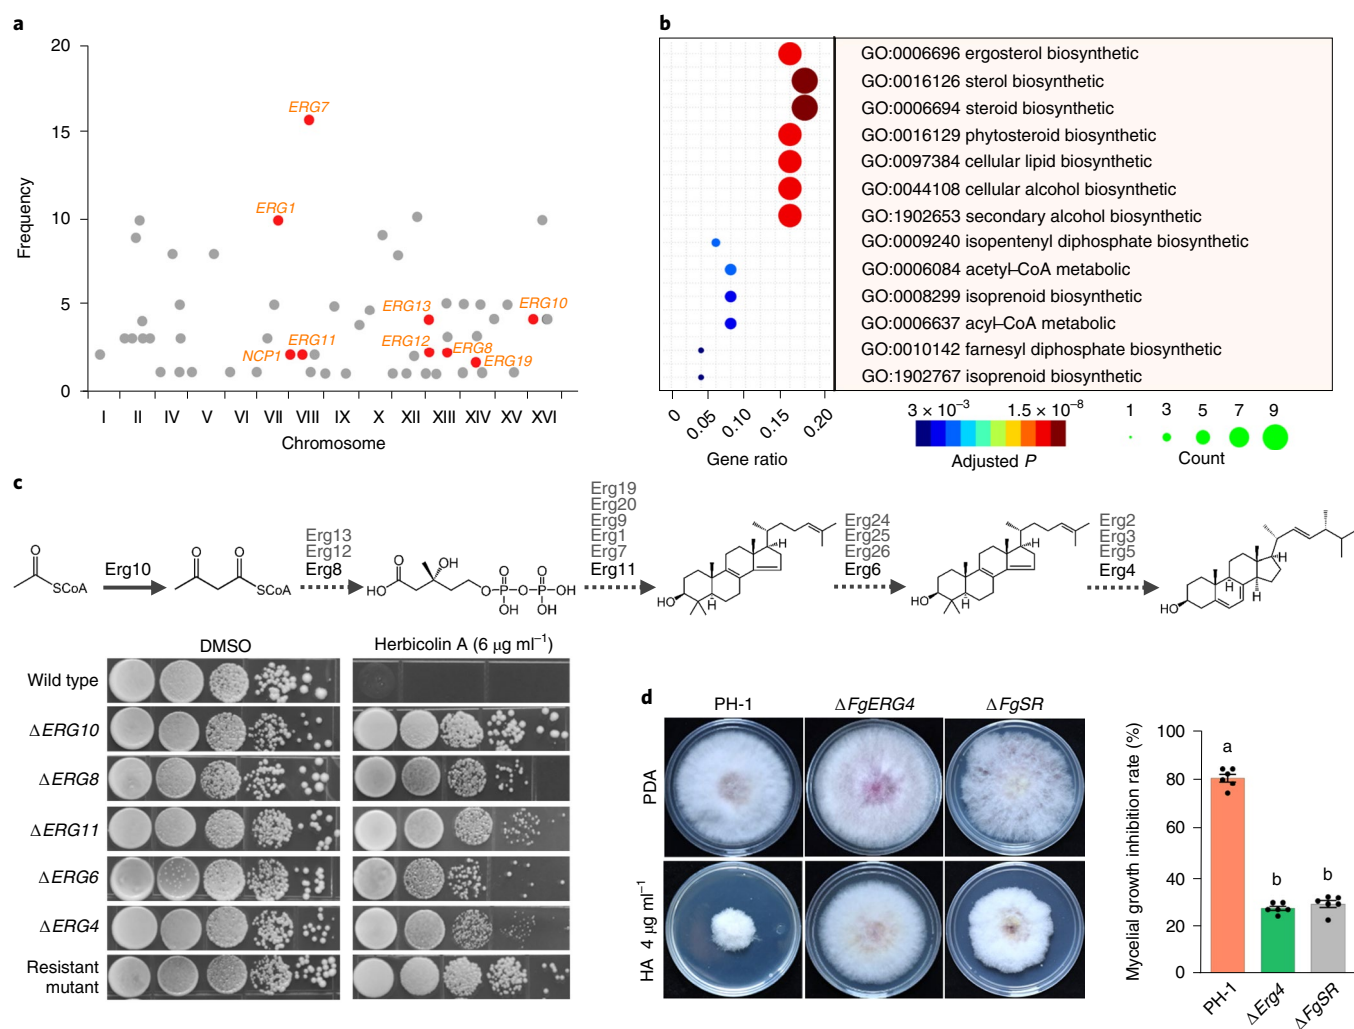 a
20
15
10
5
0
Frequency
ERG7
ERG1
ERG13
ERG10
ERG12
ERG11
NCP1
ERG8
ERG19
I II IV V VI VII VIII IX X XII XIII XIV XV XVI
Chromosome
b
GO:0006696 ergosterol biosynthetic
GO:0016126 sterol biosynthetic
GO:0006694 steroid biosynthetic
GO:0016129 phytosteroid biosynthetic
GO:0097384 cellular lipid biosynthetic
GO:0044108 cellular alcohol biosynthetic
GO:1902653 secondary alcohol biosynthetic
GO:0009240 isopentenyl diphosphate biosynthetic
GO:0006084 acetyl–CoA metabolic
GO:0008299 isoprenoid biosynthetic
GO:0006637 acyl–CoA metabolic
GO:0010142 farnesyl diphosphate biosynthetic
GO:1902767 isoprenoid biosynthetic
0 0.05 0.10 0.15 0.20
Gene ratio
3 × 10⁻³ 1.5 × 10⁻⁸
Adjusted P
1 3 5 7 9
Count
c
O
SCoA
Erg10
O O
SCoA
Erg13
Erg12
Erg8
O
HO
OH
O
P
OH
O
O
P
OH
O
OH
Erg19
Erg20
Erg9
Erg1
Erg7
Erg11
H
H
HO
Erg24
Erg25
Erg26
Erg6
H
H
HO
Erg2
Erg3
Erg5
Erg4
H
H
H
HO
DMSO
Herbicolin A (6 μg ml⁻¹)
Wild type
ΔERG10
ΔERG8
ΔERG11
ΔERG6
ΔERG4
Resistant
mutant
d
PH-1 ΔFgERG4 ΔFgSR
PDA
HA 4 μg ml⁻¹
Mycelial growth inhibition rate (%)
100
80
60
40
20
0
a
b
b
PH-1
ΔErg4
ΔFgSR